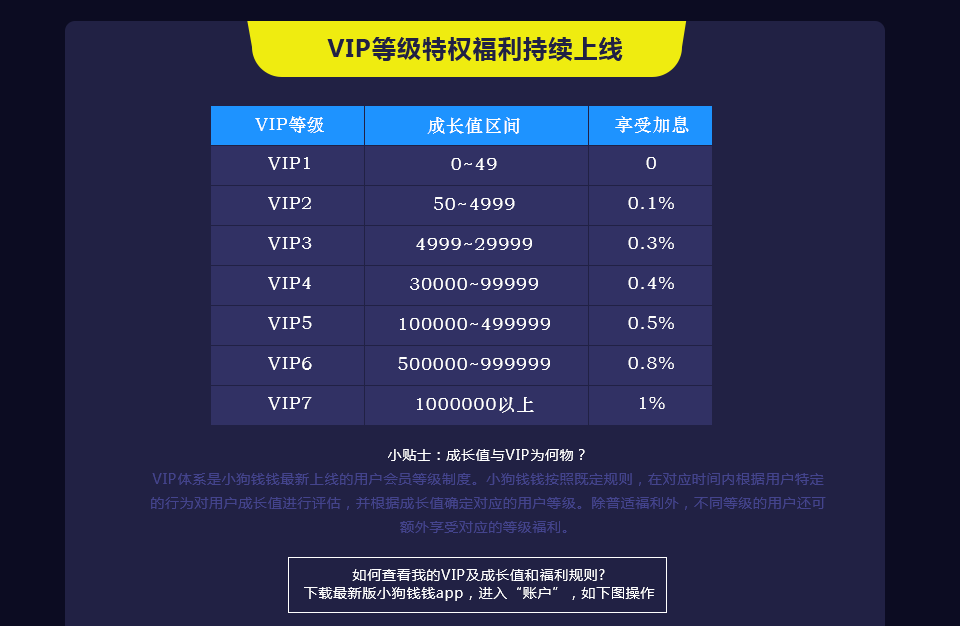 VIP等级特权福利持续上线
VIP等级 成长值区间 享受加息
VIP1 0~49 0
VIP2 50~4999 0.1%
VIP3 4999~29999 0.3%
VIP4 30000~99999 0.4%
VIP5 100000~499999 0.5%
VIP6 500000~999999 0.8%
VIP7 1000000以上 1%
小贴士：成长值与VIP为何物？
VIP体系是小狗钱钱最新上线的用户会员等级制度。小狗钱钱按照既定规则，在对应时间内根据用户特定
的行为对用户成长值进行评估，并根据成长值确定对应的用户等级。除普适福利外，不同等级的用户还可
额外享受对应的等级福利。
如何查看我的VIP及成长值和福利规则?
下载最新版小狗钱钱app，进入“账户”，如下图操作